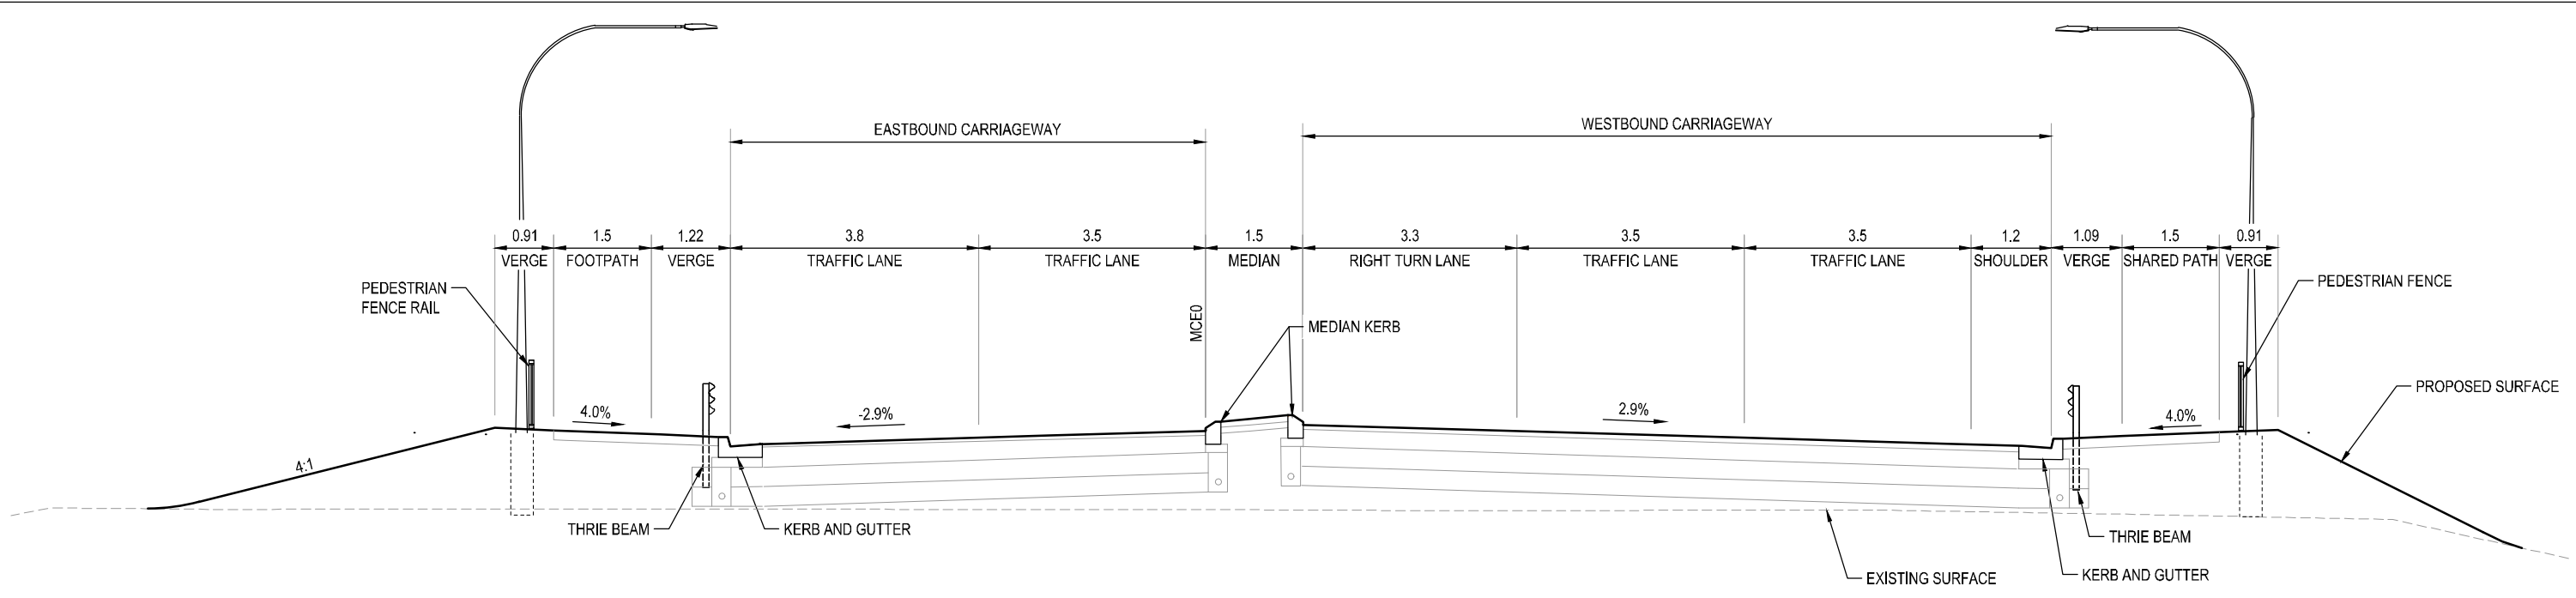 EASTBOUND CARRIAGEWAY
WESTBOUND CARRIAGEWAY
0.91 1.5 1.22 3.8 3.5 1.5 3.3 3.5 3.5 1.2 1.09 1.5 0.91
VERGE FOOTPATH VERGE TRAFFIC LANE TRAFFIC LANE MEDIAN RIGHT TURN LANE TRAFFIC LANE TRAFFIC LANE SHOULDER VERGE SHARED PATH VERGE
PEDESTRIAN
FENCE RAIL
PEDESTRIAN FENCE
MCE0
MEDIAN KERB
PROPOSED SURFACE
4.0%
-2.9%
2.9%
4.0%
4:1
THRIE BEAM
KERB AND GUTTER
THRIE BEAM
EXISTING SURFACE
KERB AND GUTTER